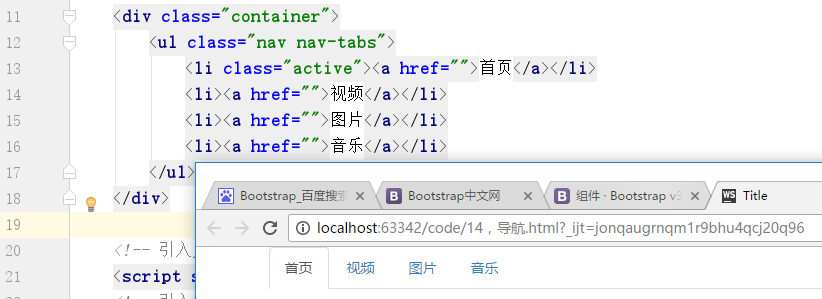 11 <div class="container">
12 <ul class="nav nav-tabs">
13 <li class="active"><a href="">首页</a></li>
14 <li><a href="">视频</a></li>
15 <li><a href="">图片</a></li>
16 <li><a href="">音乐</a></li>
17 </ul>
18 </div>
19
20 <!-- 引入
21 <script s
<!-- 引入
Bootstrap_百度搜索
Bootstrap中文网
组件 · Bootstrap v3
WS Title
localhost:63342/code/14，导航.html?_ijt=jonqaugrnqm1r9bhu4qcj20q96
首页 视频 图片 音乐